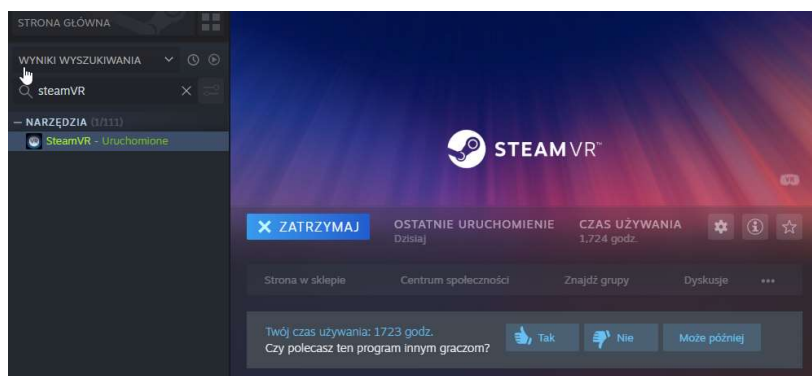 STRONA GŁÓWNA
WYNIKI WYSZUKIWANIA
steamVR
— NARZĘDZIA (1/111)
SteamVR - Uruchomione
STEAMVR™
VR
ZATRZYMAJ
OSTATNIE URUCHOMIENIE
Dzisiaj
CZAS UŻYWANIA
1,724 godz.
Strona w sklepie Centrum społeczności Znajdź grupy Dyskusje •••
Twój czas używania: 1723 godz.
Czy polecasz ten program innym graczom?
Tak
Nie
Może później